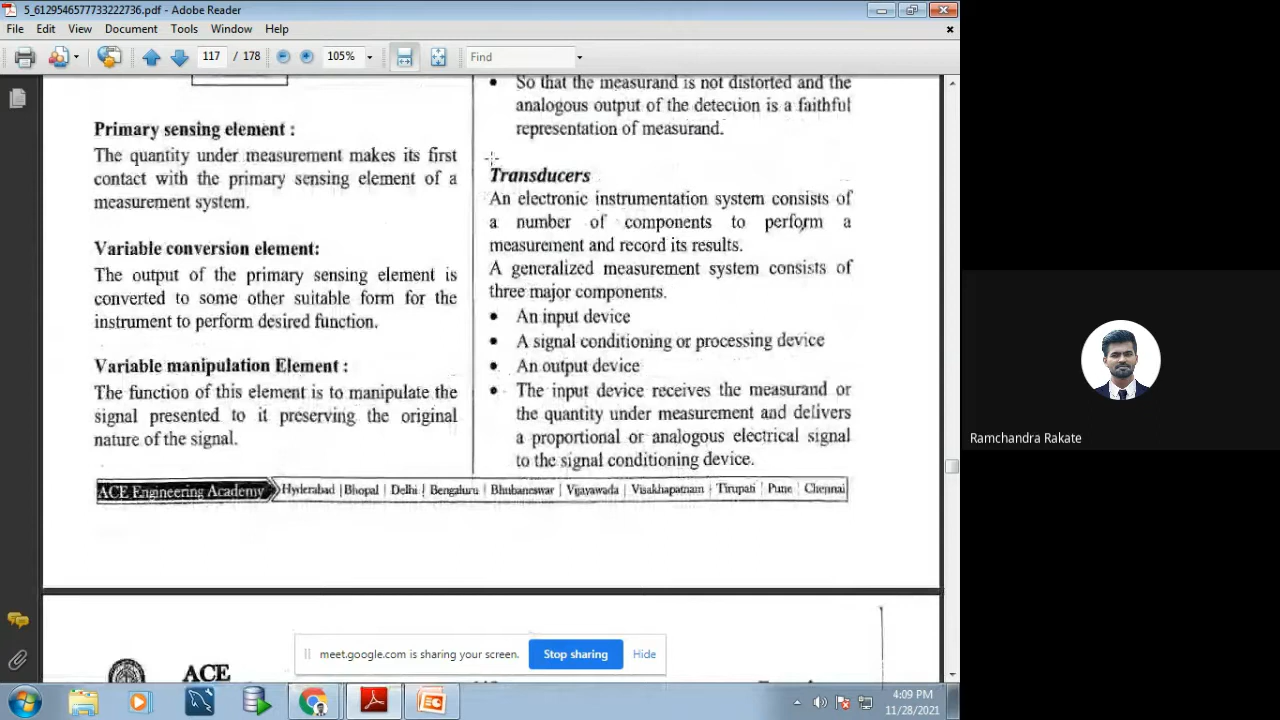 5_6129546577733222736.pdf - Adobe Reader
File Edit View Document Tools Window Help
117 / 178 105% Find
Primary sensing element :
The quantity under measurement makes its first
contact with the primary sensing element of a
measurement system.
Variable conversion element:
The output of the primary sensing element is
converted to some other suitable form for the
instrument to perform desired function.
Variable manipulation Element :
The function of this element is to manipulate the
signal presented to it preserving the original
nature of the signal.
• So that the measurand is not distorted and the
analogous output of the detection is a faithful
representation of measurand.
Transducers
An electronic instrumentation system consists of
a number of components to perform a
measurement and record its results.
A generalized measurement system consists of
three major components.
• An input device
• A signal conditioning or processing device
• An output device
• The input device receives the measurand or
the quantity under measurement and delivers
a proportional or analogous electrical signal
to the signal conditioning device.
ACE Engineering Academy Hyderabad | Bhopal | Delhi | Bengaluru | Bhubaneswar | Vijayawada | Visakhapatnam | Tirupati | Pune | Chennai
ACE
meet.google.com is sharing your screen. Stop sharing Hide
Ramchandra Rakate
4:09 PM
11/28/2021